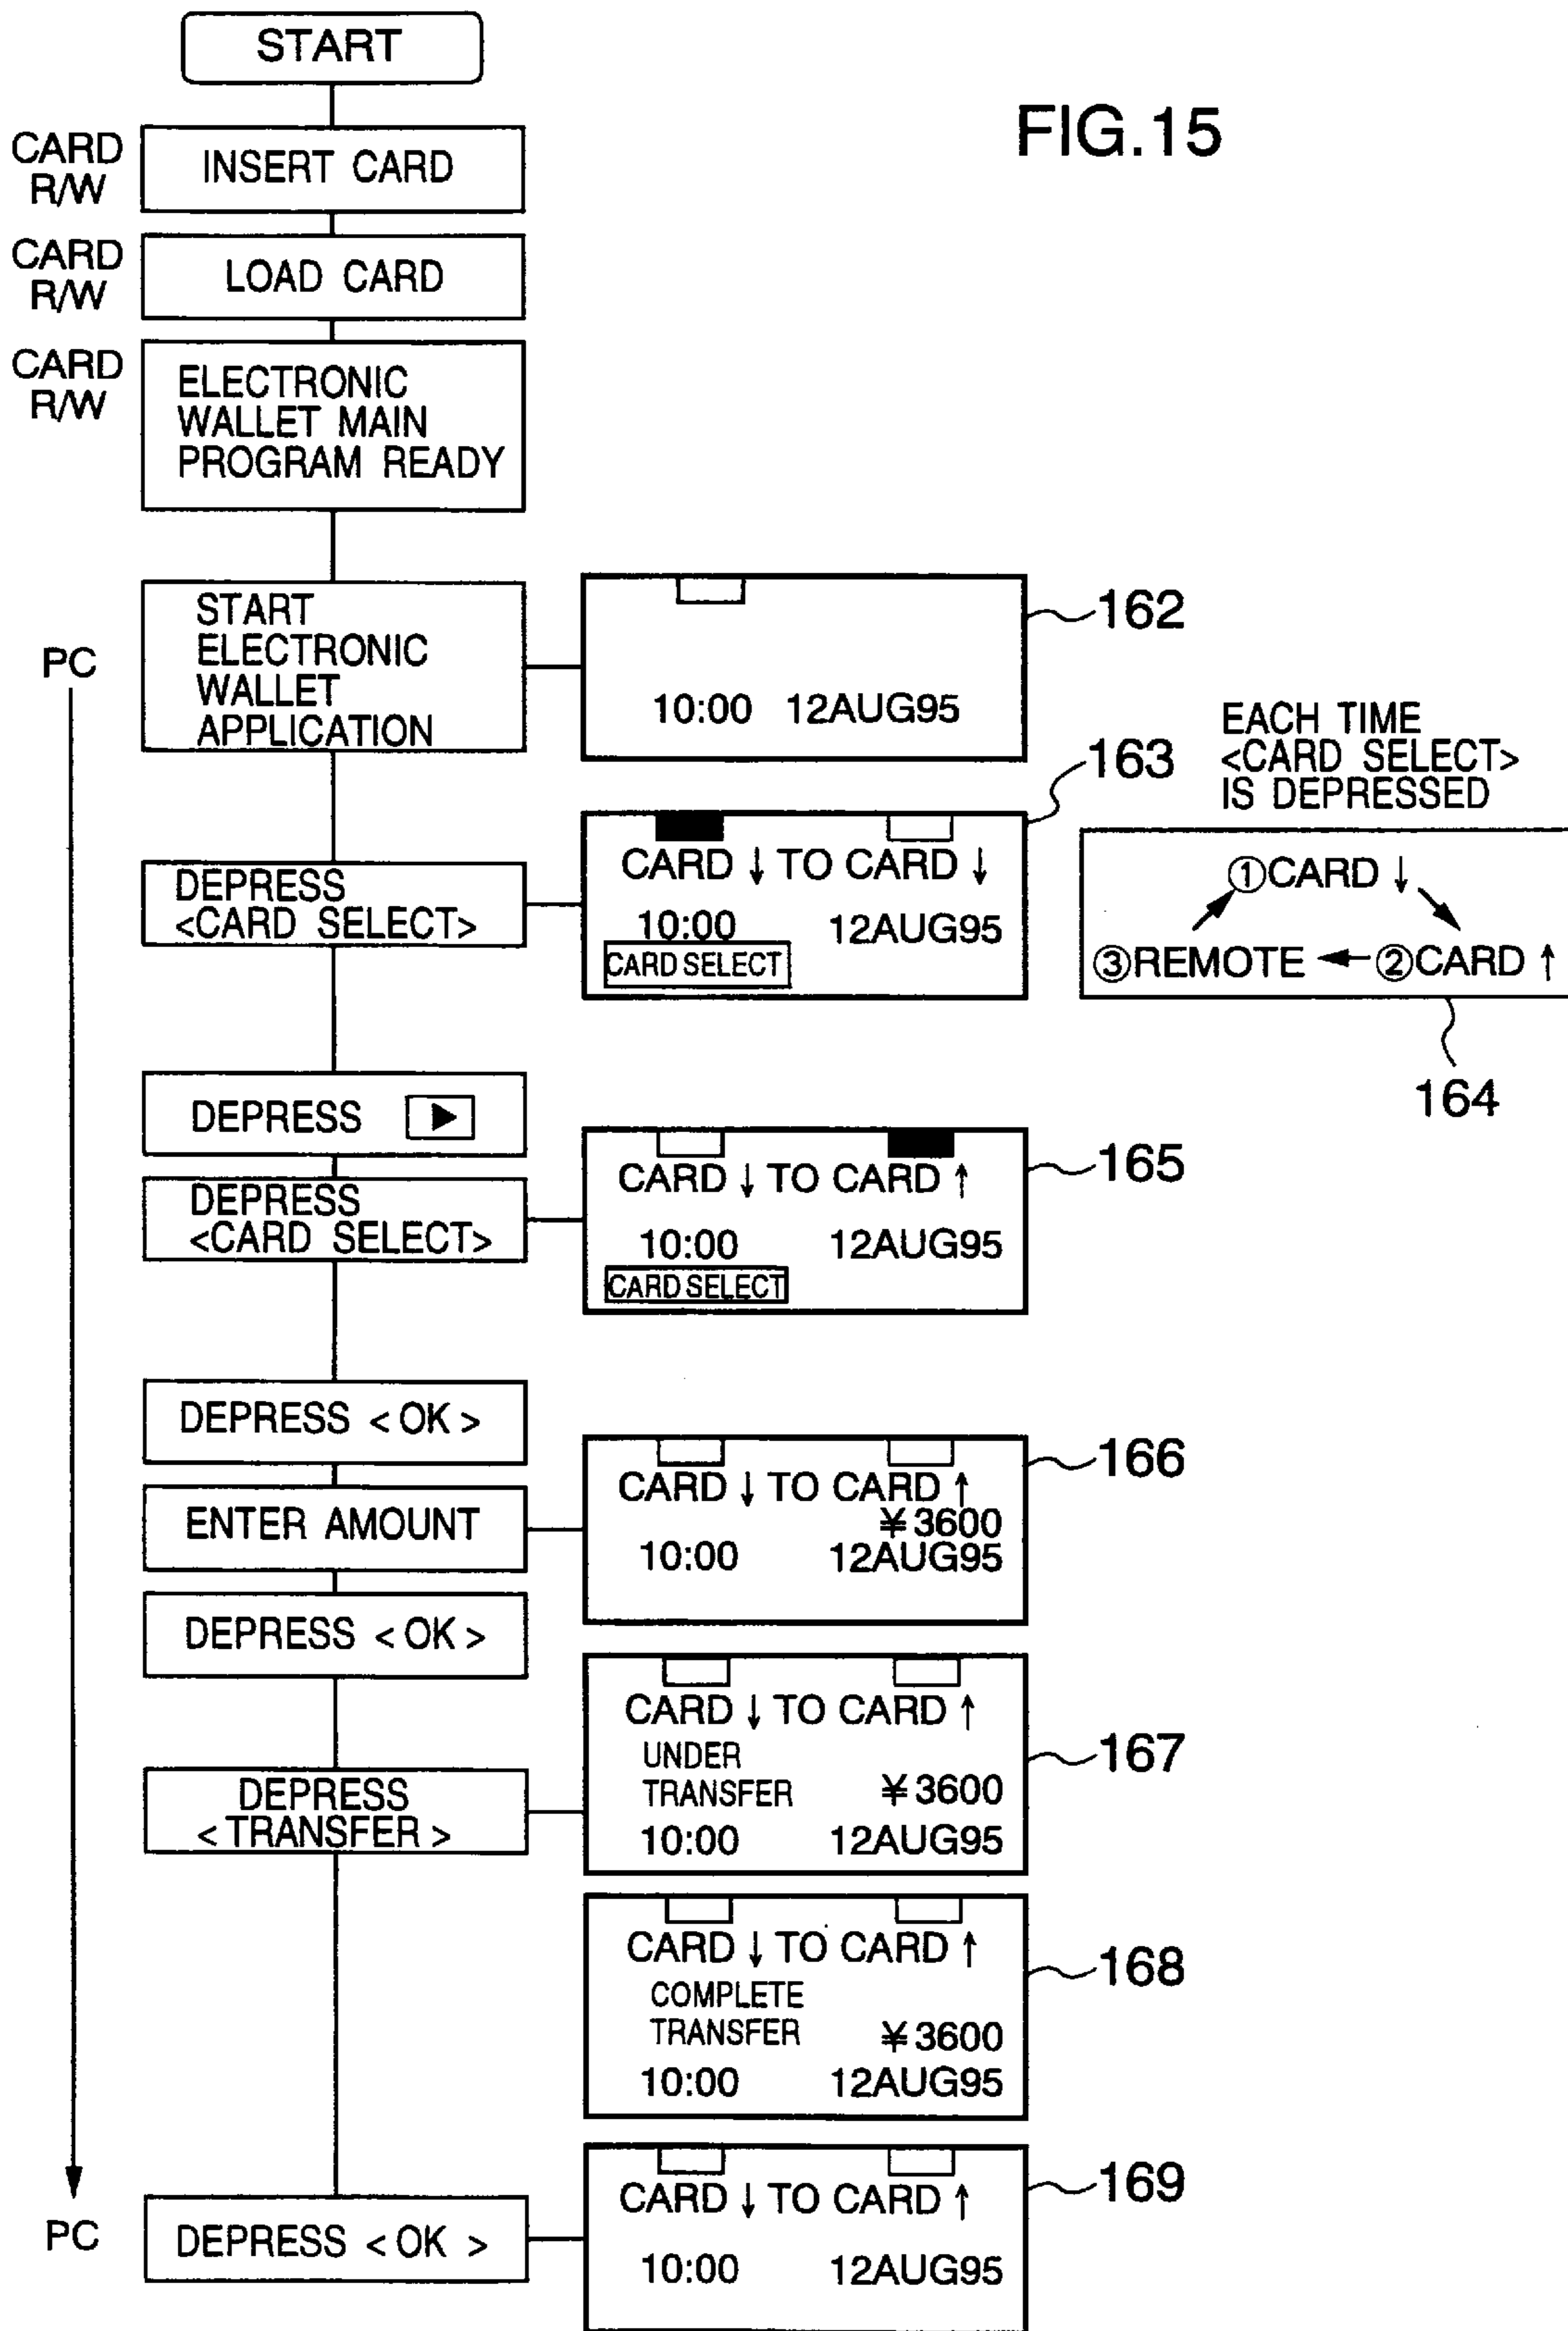 START
FIG.15
CARD
R/W
INSERT CARD
CARD
R/W
LOAD CARD
CARD
R/W
ELECTRONIC
WALLET MAIN
PROGRAM READY
PC
START
ELECTRONIC
WALLET
APPLICATION
10:00 12AUG95
162
DEPRESS
<CARD SELECT>
CARD ↓ TO CARD ↓
10:00 12AUG95
CARD SELECT
163
EACH TIME
<CARD SELECT>
IS DEPRESSED
①CARD ↓
③REMOTE ②CARD ↑
164
DEPRESS ▶
DEPRESS
<CARD SELECT>
CARD ↓ TO CARD ↑
10:00 12AUG95
CARD SELECT
165
DEPRESS < OK >
ENTER AMOUNT
CARD ↓ TO CARD ↑
¥3600
10:00 12AUG95
166
DEPRESS < OK >
DEPRESS
< TRANSFER >
CARD ↓ TO CARD ↑
UNDER
TRANSFER ¥3600
10:00 12AUG95
167
CARD ↓ TO CARD ↑
COMPLETE
TRANSFER ¥3600
10:00 12AUG95
168
PC
DEPRESS < OK >
CARD ↓ TO CARD ↑
10:00 12AUG95
169